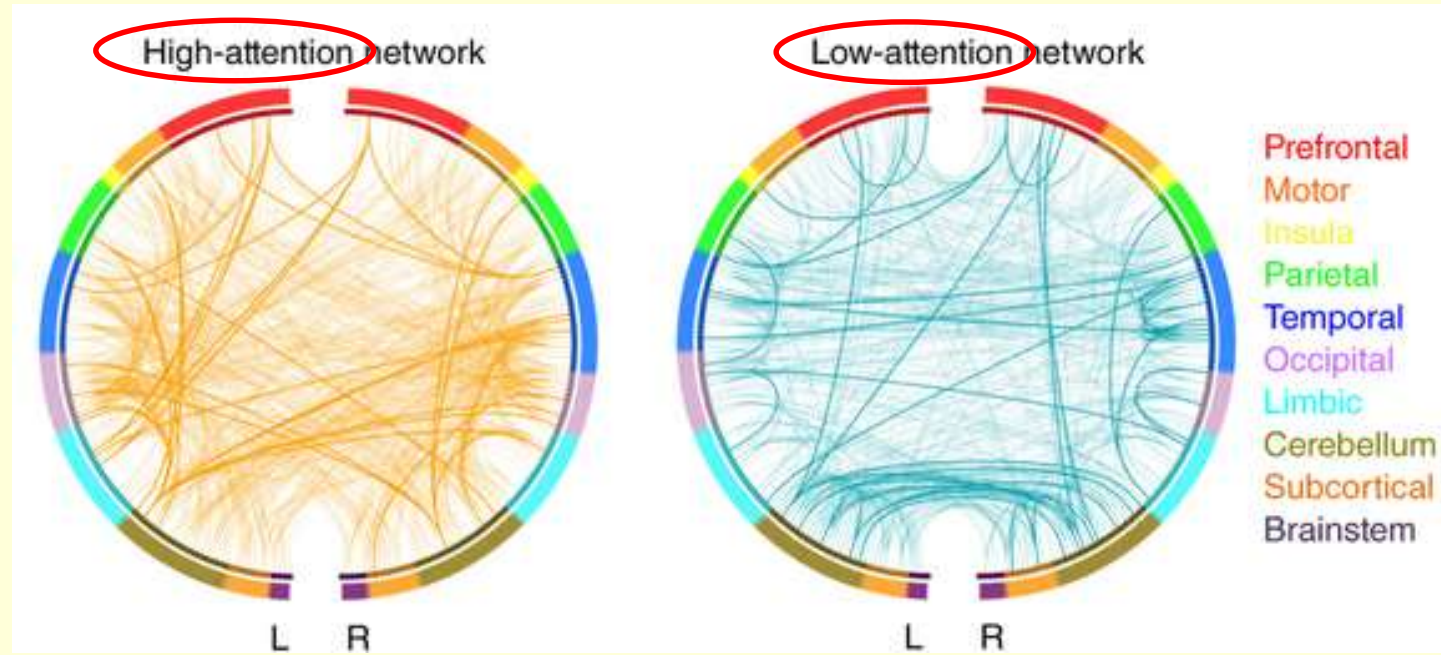 High-attention network
Low-attention network
Prefrontal
Motor
Insula
Parietal
Temporal
Occipital
Limbic
Cerebellum
Subcortical
Brainstem
L R
L R